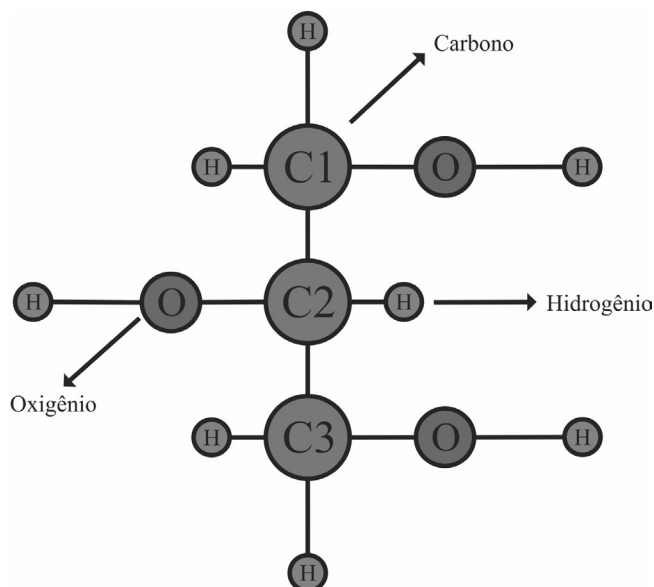 H
Carbono
H C1 O H
H O C2 H Hidrogênio
Oxigênio
H C3 O H
H